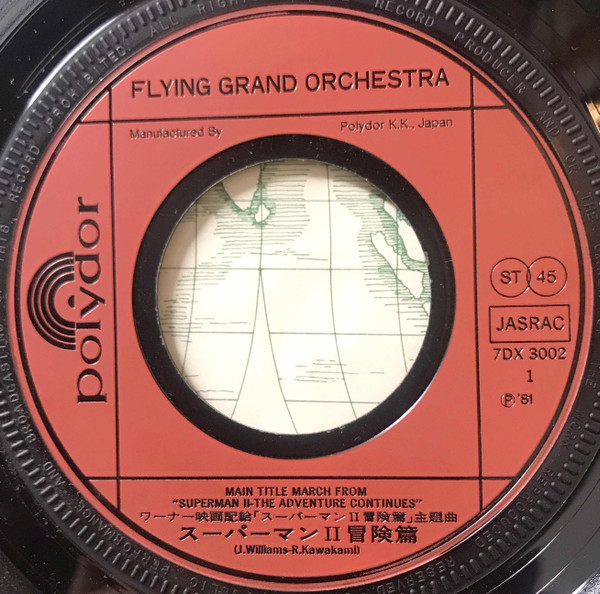 FLYING GRAND ORCHESTRA
Manufactured By
Polydor K.K., Japan
polydor
ST 45
JASRAC
7DX 3002
1
Ⓟ '81
MAIN TITLE MARCH FROM
"SUPERMAN II-THE ADVENTURE CONTINUES"
ワーナー映画配給「スーパーマンII冒険篇」主題曲
スーパーマンII冒険篇
(J.Williams-R.Kawakami)